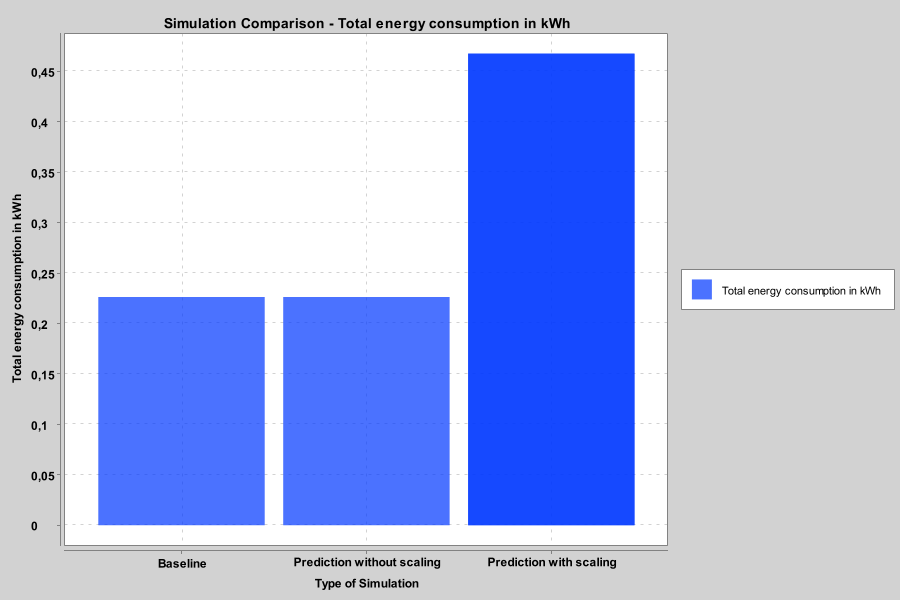 Simulation Comparison - Total energy consumption in kWh
Total energy consumption in kWh
0,45
0,4
0,35
0,3
0,25
0,2
0,15
0,1
0,05
0
Baseline
Prediction without scaling
Prediction with scaling
Type of Simulation
Total energy consumption in kWh